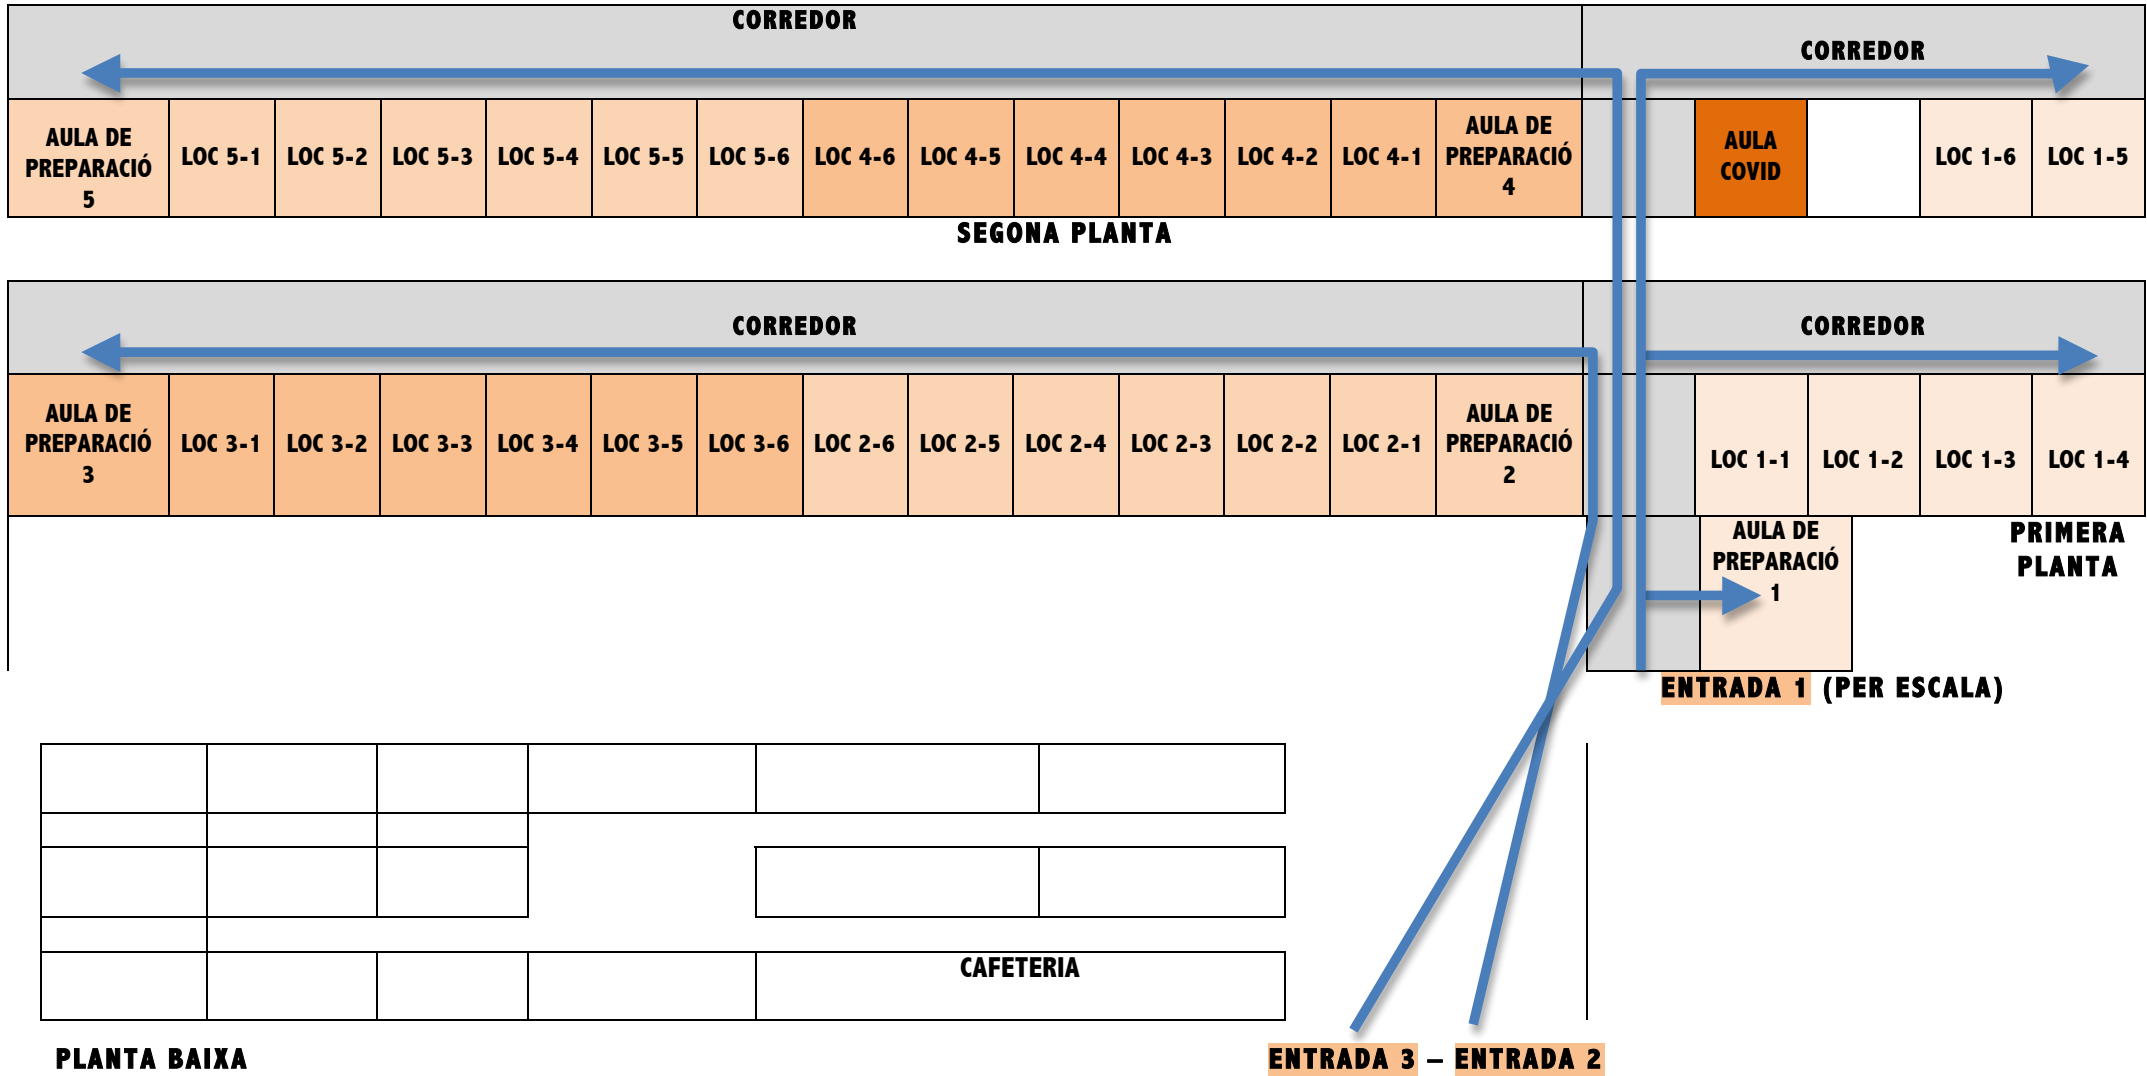 CORREDOR
CORREDOR
AULA DE
PREPARACIÓ
5
LOC 5-1
LOC 5-2
LOC 5-3
LOC 5-4
LOC 5-5
LOC 5-6
LOC 4-6
LOC 4-5
LOC 4-4
LOC 4-3
LOC 4-2
LOC 4-1
AULA DE
PREPARACIÓ
4
AULA
COVID
LOC 1-6
LOC 1-5
SEGONA PLANTA
CORREDOR
CORREDOR
AULA DE
PREPARACIÓ
3
LOC 3-1
LOC 3-2
LOC 3-3
LOC 3-4
LOC 3-5
LOC 3-6
LOC 2-6
LOC 2-5
LOC 2-4
LOC 2-3
LOC 2-2
LOC 2-1
AULA DE
PREPARACIÓ
2
LOC 1-1
LOC 1-2
LOC 1-3
LOC 1-4
AULA DE
PREPARACIÓ
1
PRIMERA
PLANTA
ENTRADA 1 (PER ESCALA)
CAFETERIA
PLANTA BAIXA
ENTRADA 3 – ENTRADA 2